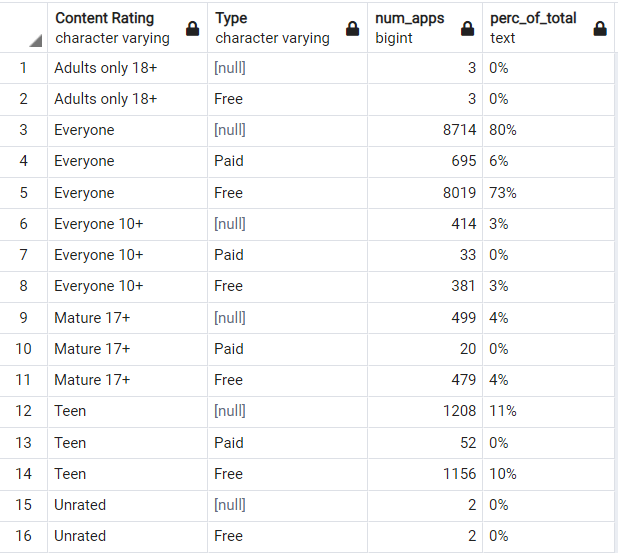 Content Rating Type num_apps perc_of_total
character varying character varying bigint text
1 Adults only 18+ [null] 3 0%
2 Adults only 18+ Free 3 0%
3 Everyone [null] 8714 80%
4 Everyone Paid 695 6%
5 Everyone Free 8019 73%
6 Everyone 10+ [null] 414 3%
7 Everyone 10+ Paid 33 0%
8 Everyone 10+ Free 381 3%
9 Mature 17+ [null] 499 4%
10 Mature 17+ Paid 20 0%
11 Mature 17+ Free 479 4%
12 Teen [null] 1208 11%
13 Teen Paid 52 0%
14 Teen Free 1156 10%
15 Unrated [null] 2 0%
16 Unrated Free 2 0%